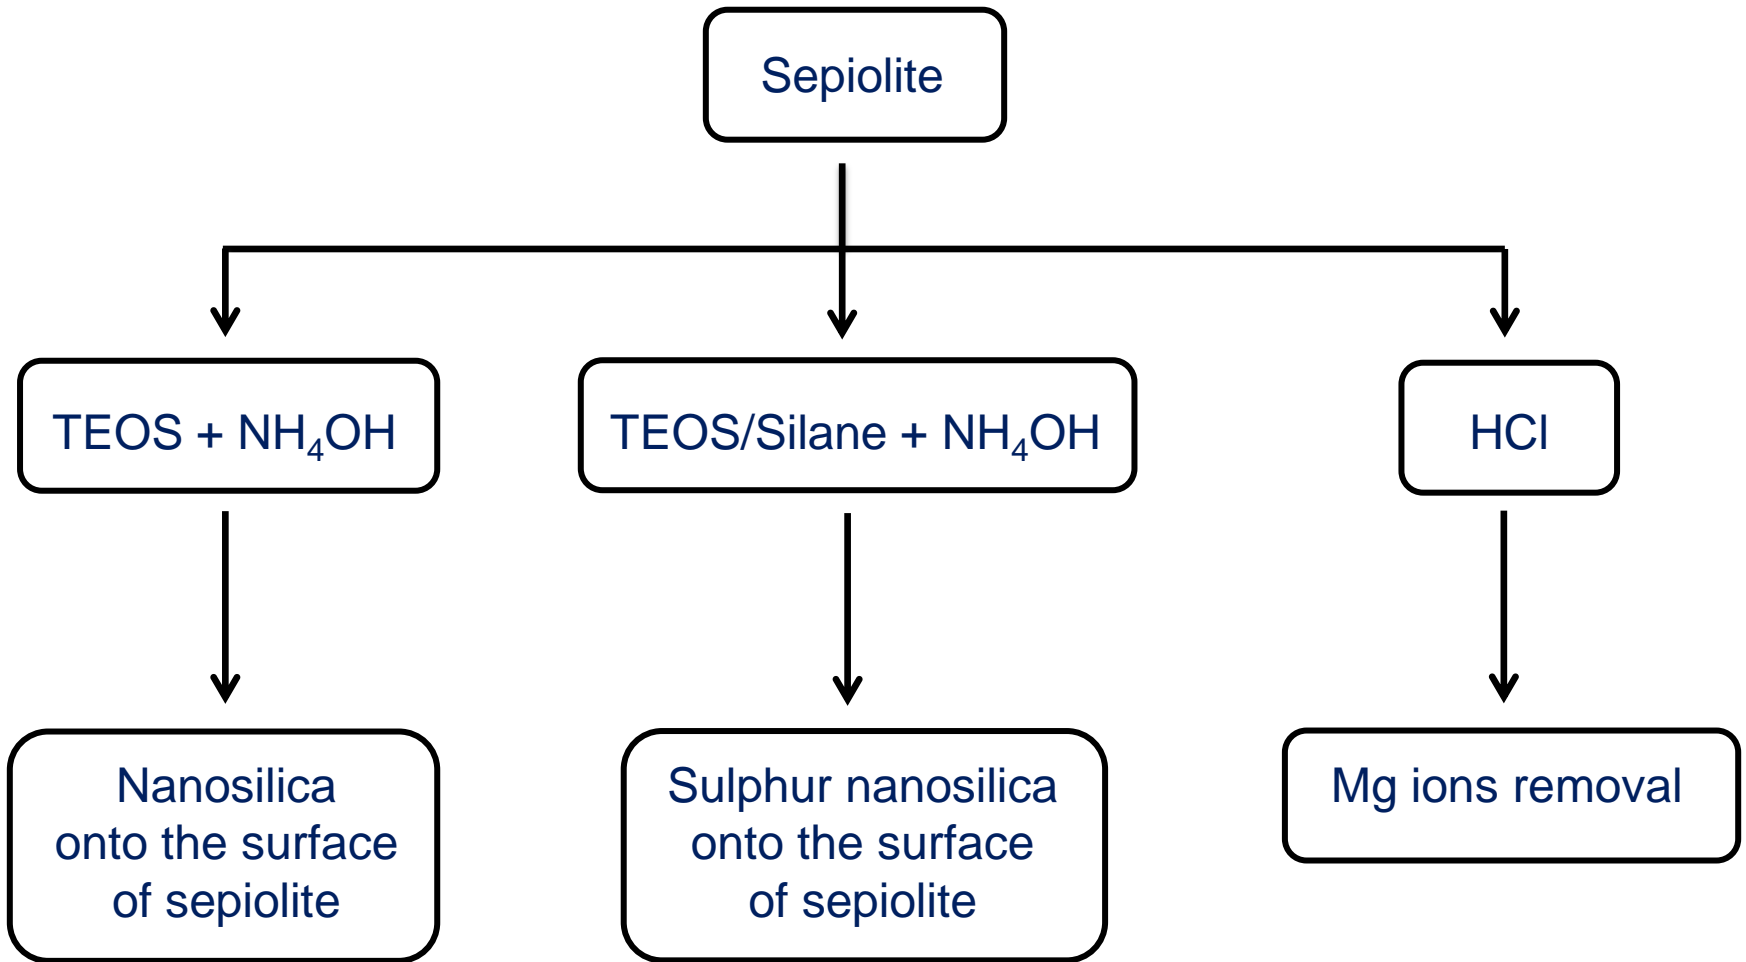 Sepiolite
TEOS + NH₄OH
TEOS/Silane + NH₄OH
HCl
Nanosilica
onto the surface
of sepiolite
Sulphur nanosilica
onto the surface
of sepiolite
Mg ions removal